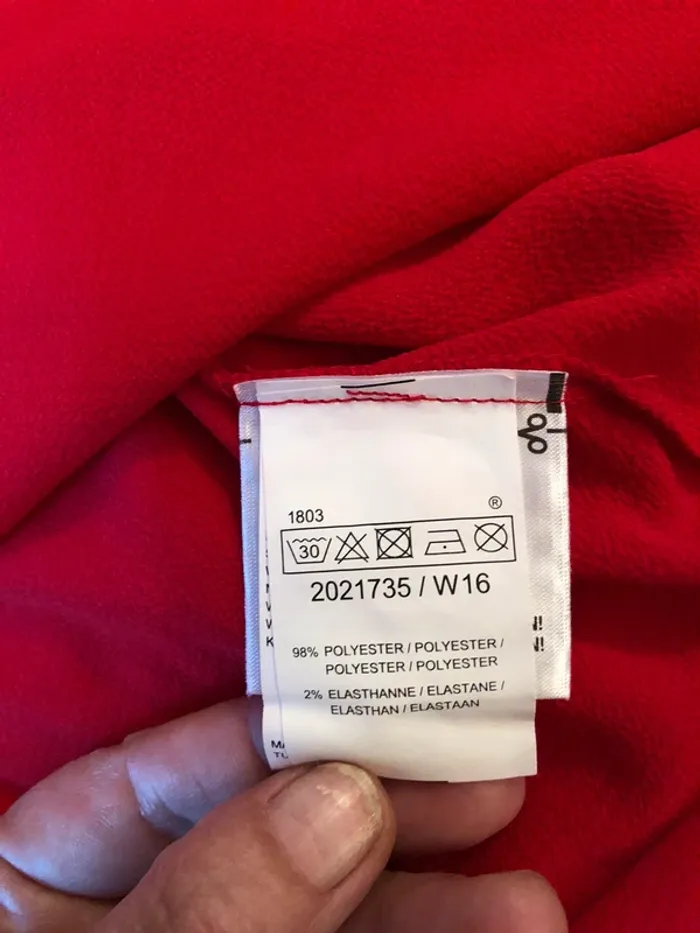 1803 ®
30
2021735 / W16
98% POLYESTER / POLYESTER /
POLYESTER / POLYESTER
2% ELASTHANNE / ELASTANE /
ELASTHAN / ELASTAAN